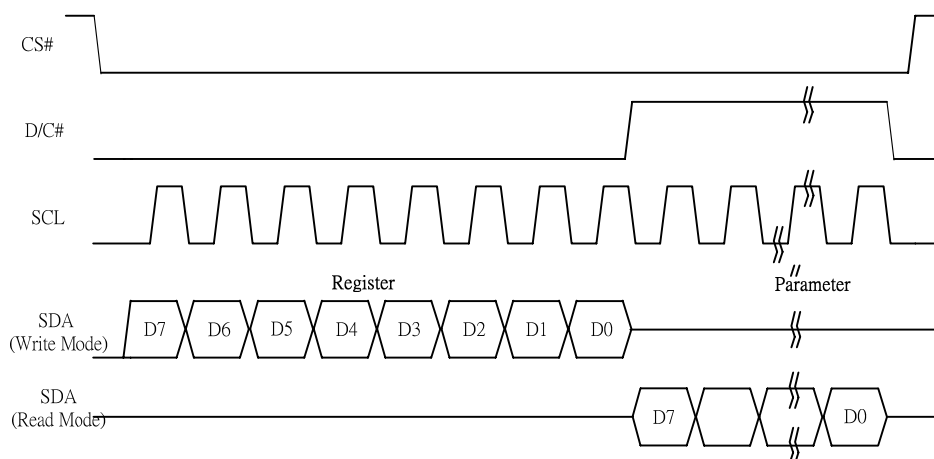 CS#
D/C#
SCL
Register Parameter
SDA
(Write Mode)
D7 D6 D5 D4 D3 D2 D1 D0
SDA
(Read Mode)
D7 D0